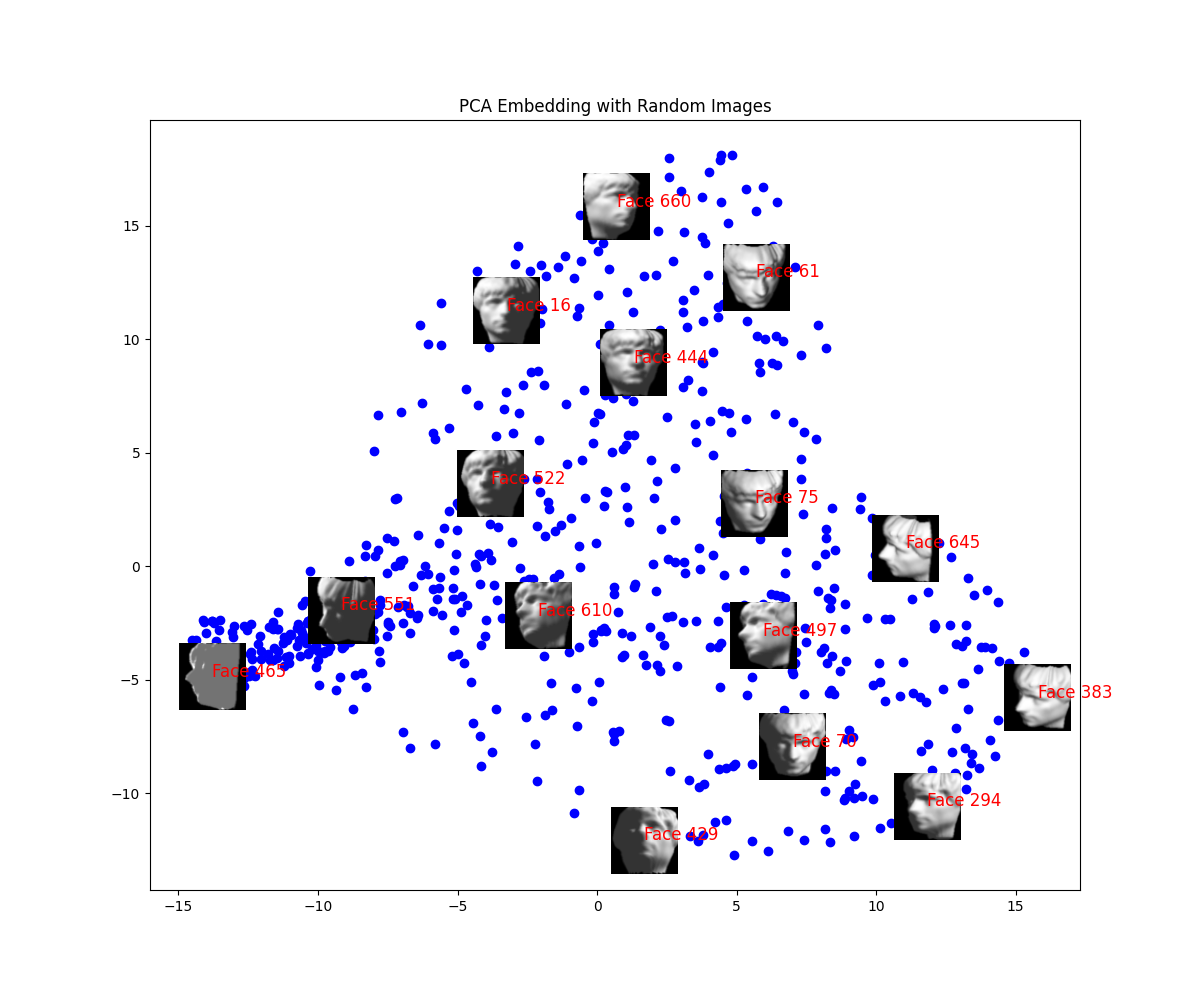 PCA Embedding with Random Images
15
10
5
0
−5
−10
Face 660
Face 61
Face 16
Face 444
Face 522
Face 75
Face 645
Face 551
Face 610
Face 497
Face 465
Face 383
Face 70
Face 294
Face 429
−15
−10
−5
0
5
10
15